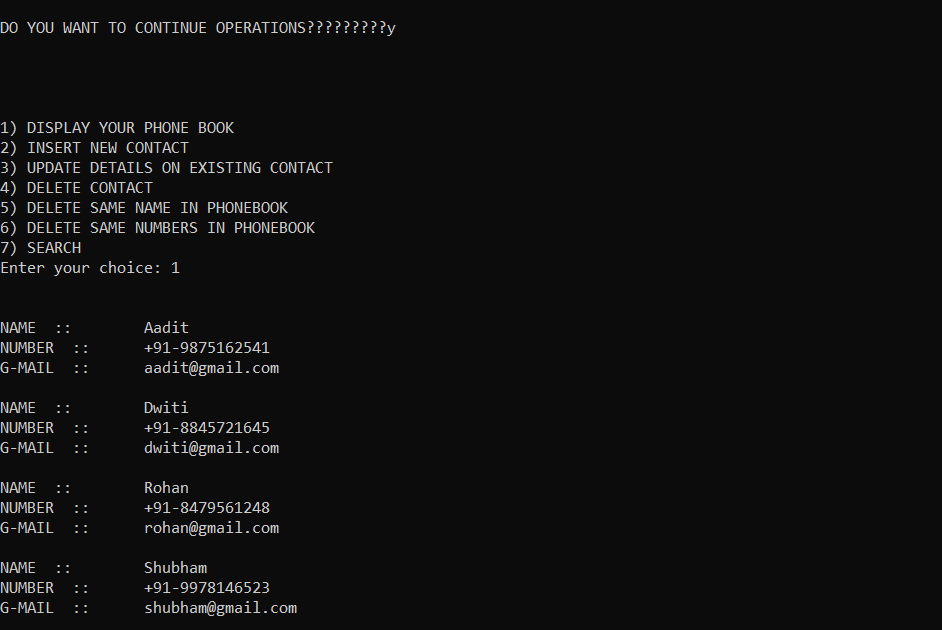 DO YOU WANT TO CONTINUE OPERATIONS?????????y
1) DISPLAY YOUR PHONE BOOK
2) INSERT NEW CONTACT
3) UPDATE DETAILS ON EXISTING CONTACT
4) DELETE CONTACT
5) DELETE SAME NAME IN PHONEBOOK
6) DELETE SAME NUMBERS IN PHONEBOOK
7) SEARCH
Enter your choice: 1
NAME  ::        Aadit
NUMBER  ::      +91-9875162541
G-MAIL  ::      aadit@gmail.com
NAME  ::        Dwiti
NUMBER  ::      +91-8845721645
G-MAIL  ::      dwiti@gmail.com
NAME  ::        Rohan
NUMBER  ::      +91-8479561248
G-MAIL  ::      rohan@gmail.com
NAME  ::        Shubham
NUMBER  ::      +91-9978146523
G-MAIL  ::      shubham@gmail.com